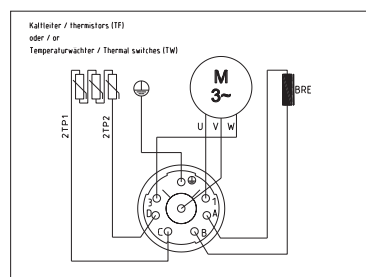 Kaltleiter / thermistors (TF)
oder / or
Temperaturwächter / Thermal switches (TW)
M
3~
BRE
U V W
2TP1
2TP2
3
1
D
A
C
B